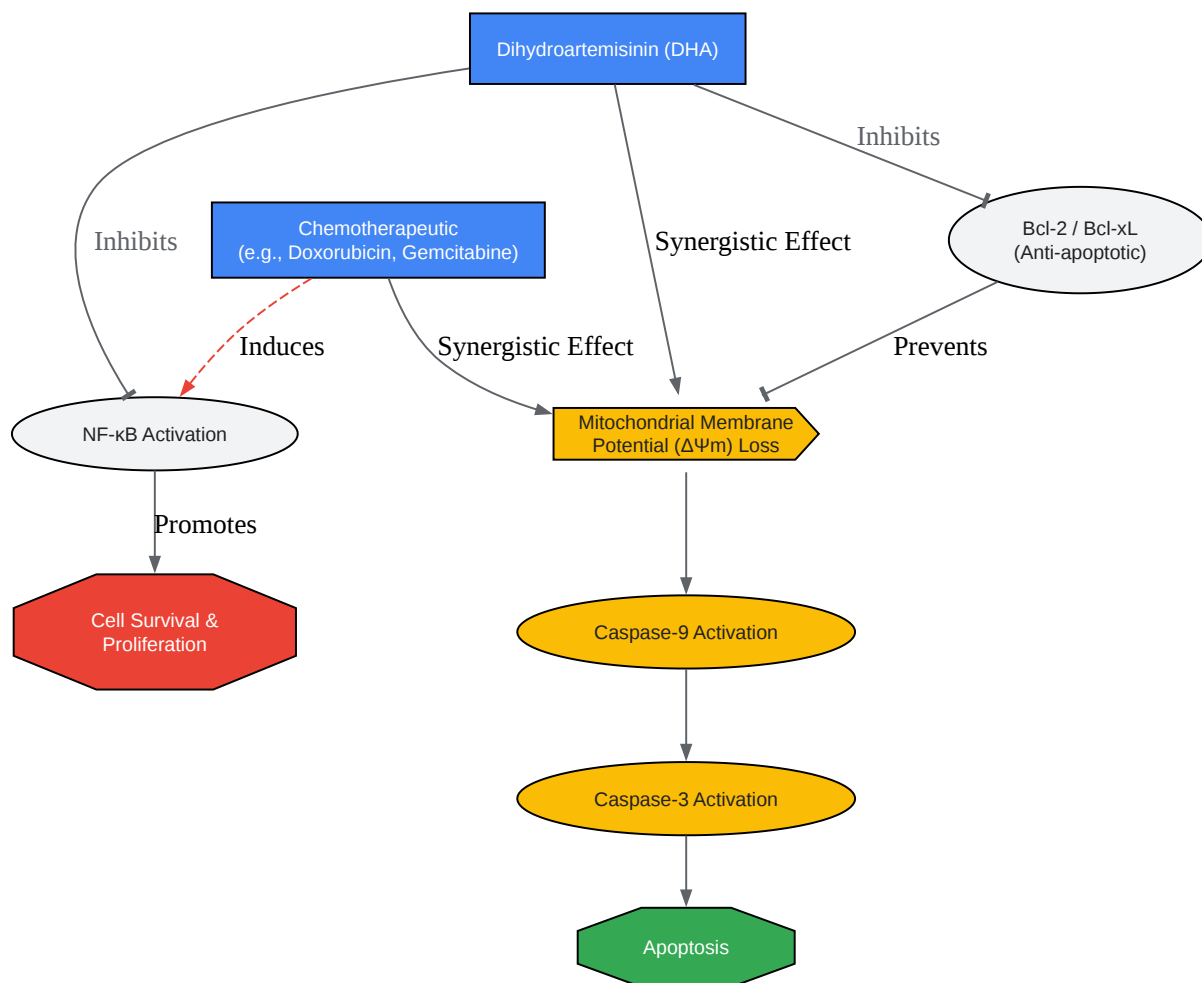 Dihydroartemisinin (DHA)
Inhibits
Chemotherapeutic
(e.g., Doxorubicin, Gemcitabine)
Inhibits
Synergistic Effect
Bcl-2 / Bcl-xL
(Anti-apoptotic)
Induces
Synergistic Effect
Prevents
NF-κB Activation
Mitochondrial Membrane
Potential (ΔΨm) Loss
Promotes
Cell Survival &
Proliferation
Caspase-9 Activation
Caspase-3 Activation
Apoptosis